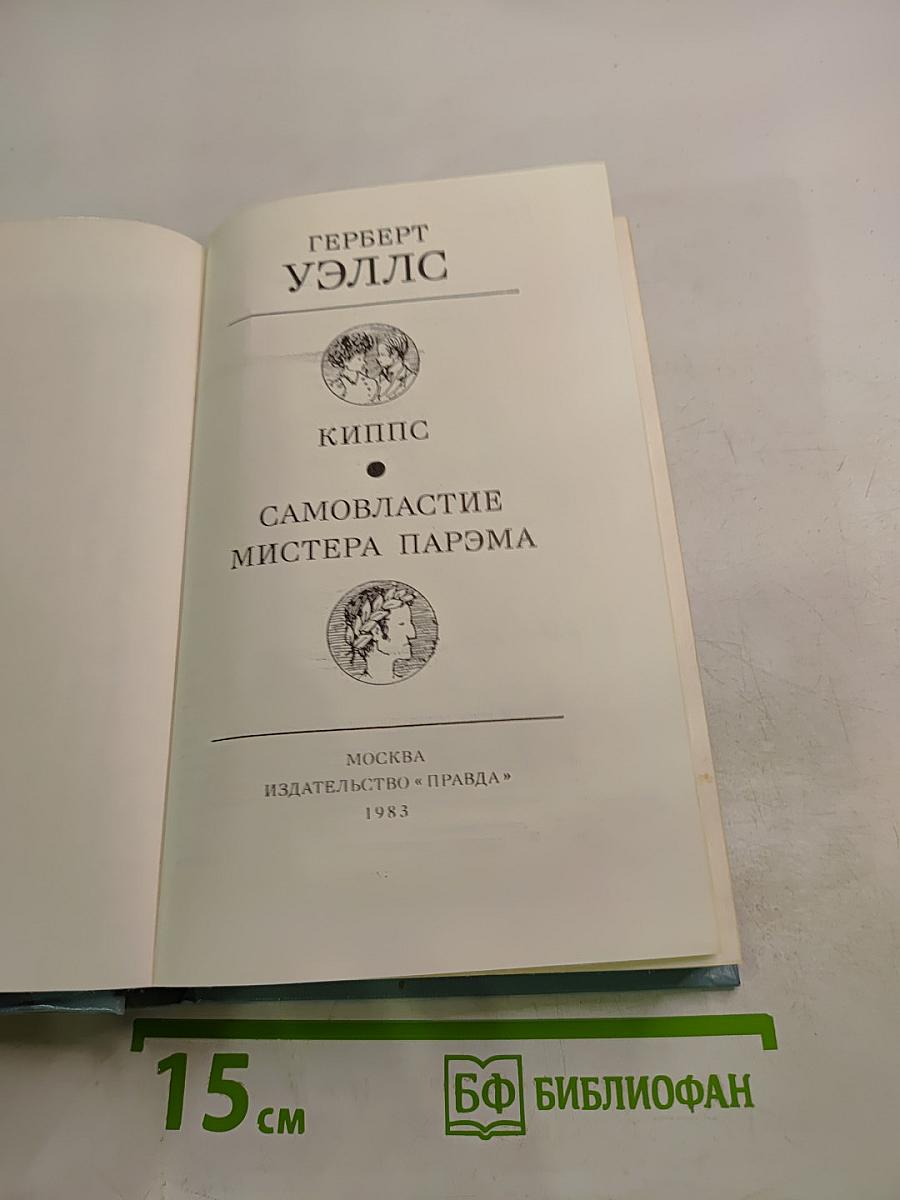 ГЕРБЕРТ
УЭЛЛС
КИППС
САМОВЛАСТИЕ
МИСТЕРА ПАРЭМА
МОСКВА
ИЗДАТЕЛЬСТВО «ПРАВДА»
1983
15 см
БФ БИБЛИОФАН